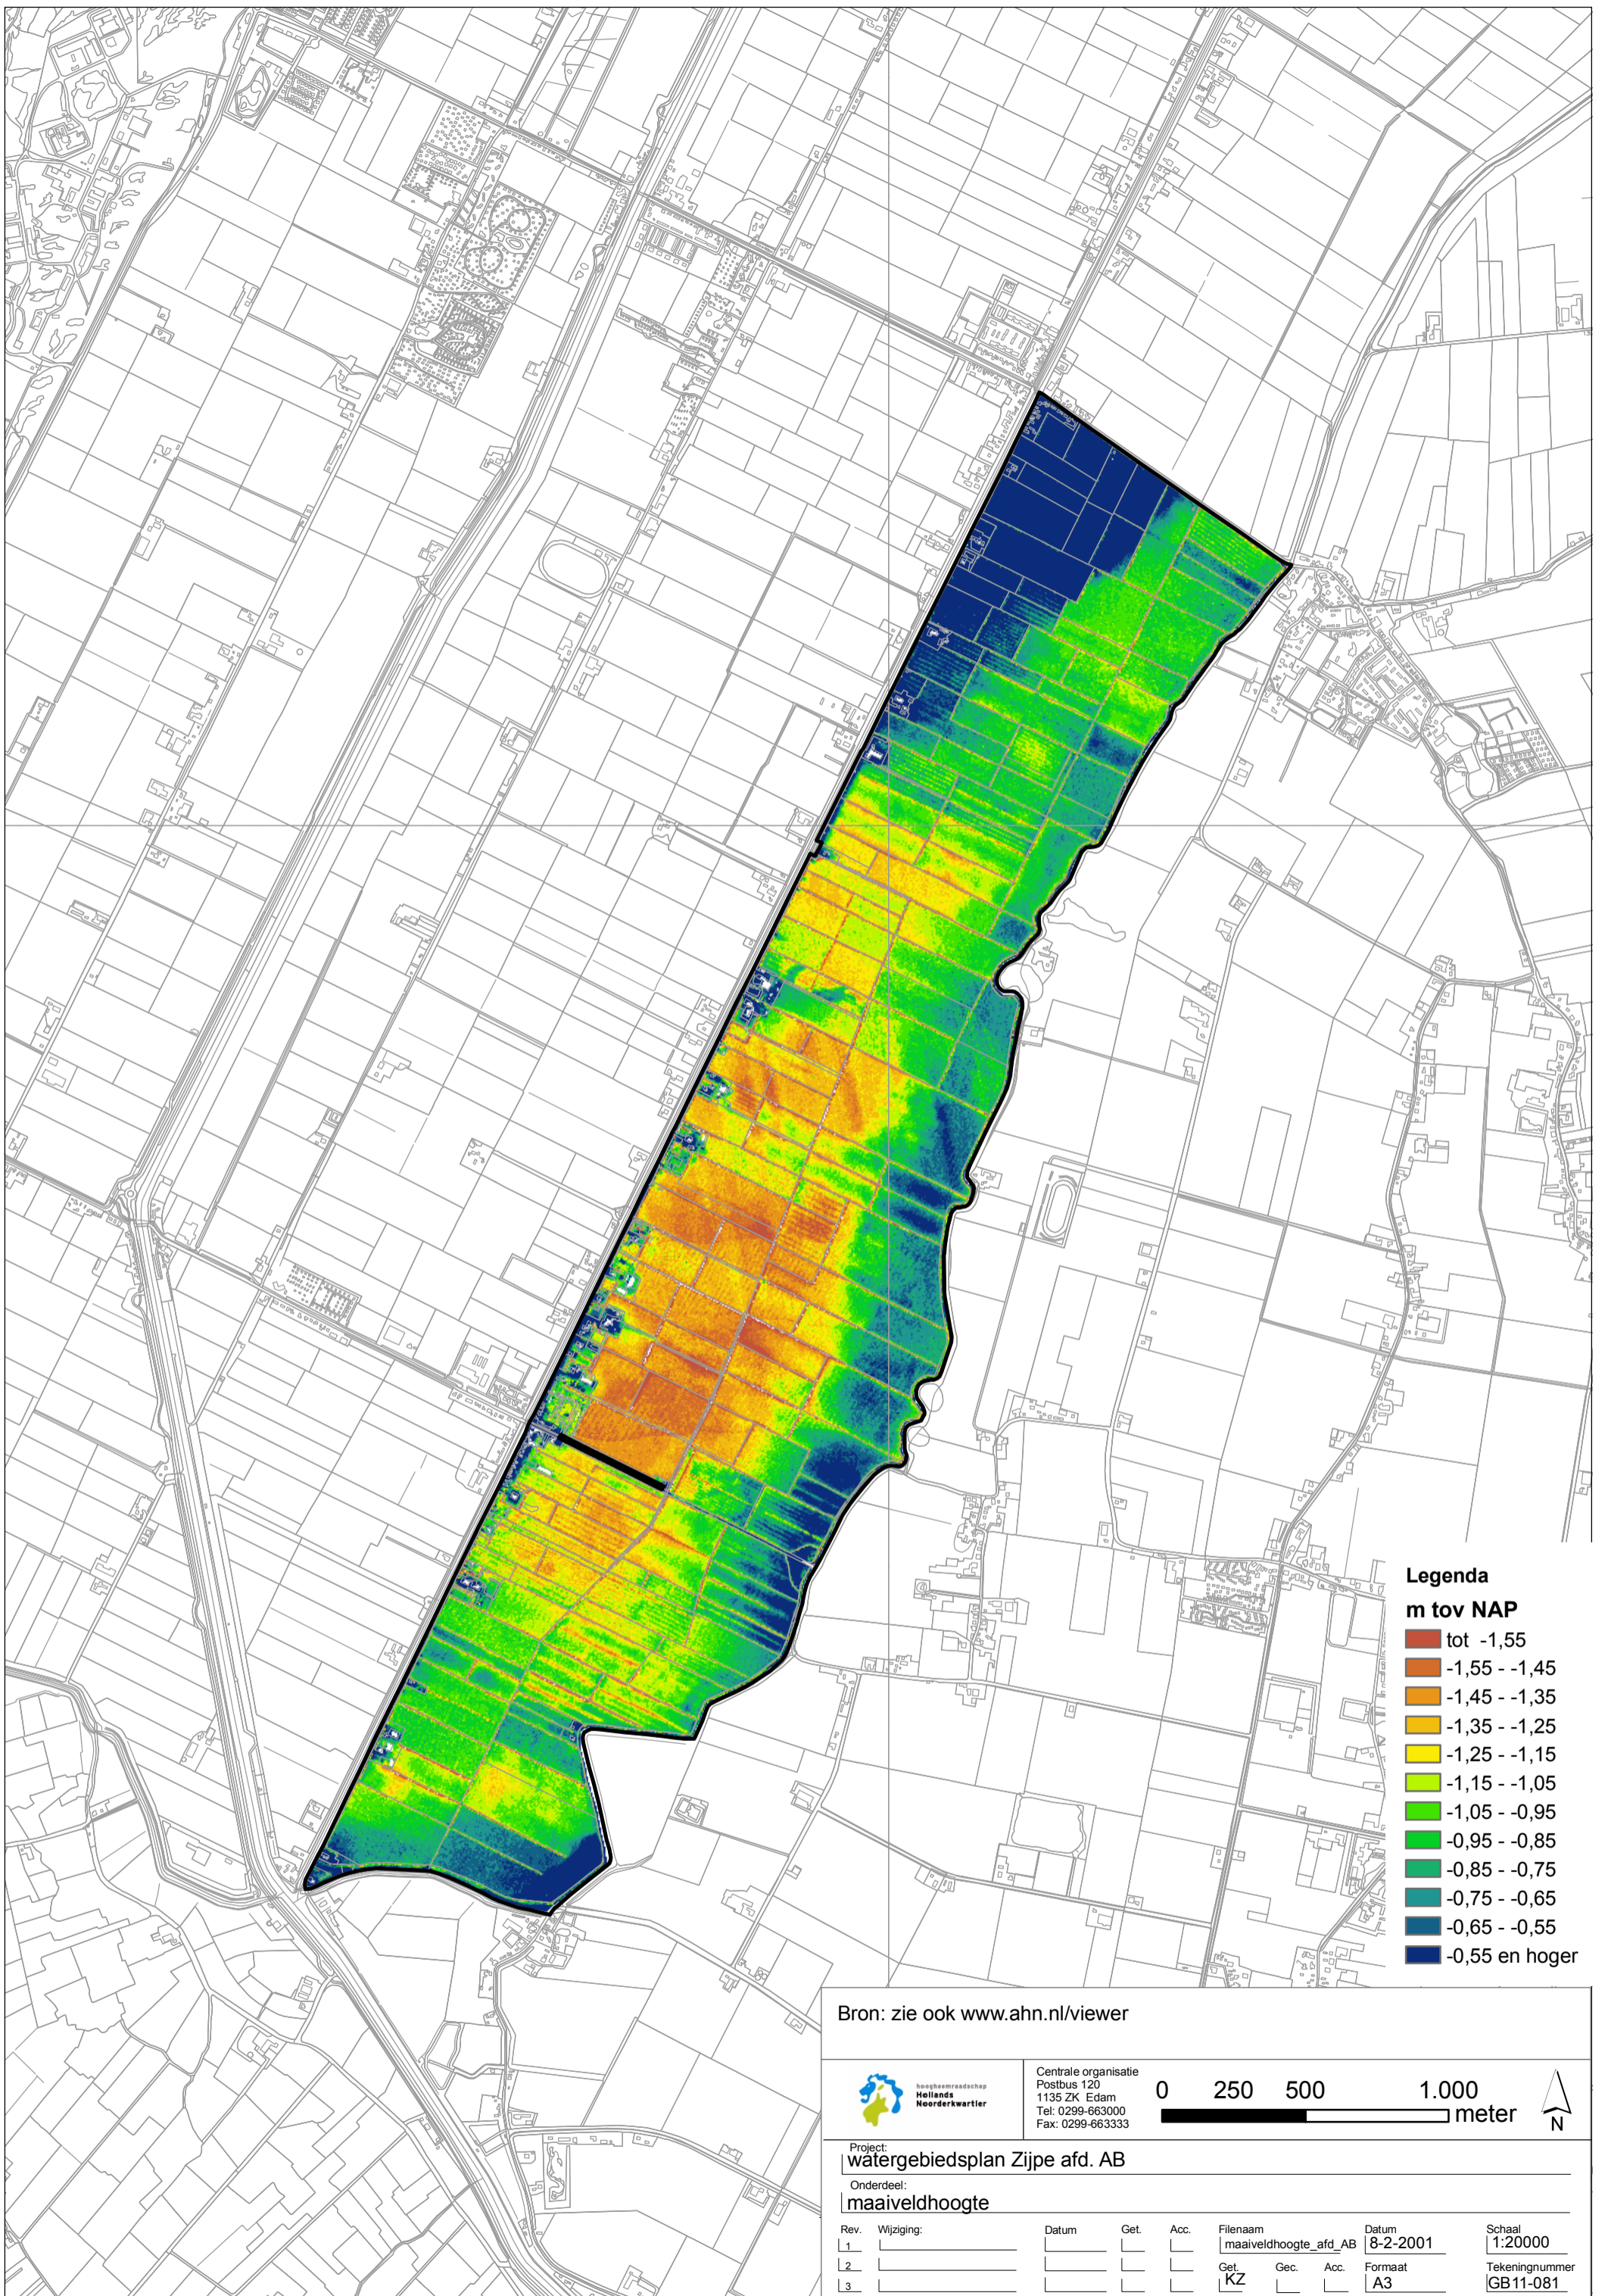 Legenda
m tov NAP
tot -1,55
-1,55 - -1,45
-1,45 - -1,35
-1,35 - -1,25
-1,25 - -1,15
-1,15 - -1,05
-1,05 - -0,95
-0,95 - -0,85
-0,85 - -0,75
-0,75 - -0,65
-0,65 - -0,55
-0,55 en hoger
Bron: zie ook www.ahn.nl/viewer
hoogheemraadschap
Hollands
Noorderkwartier
Centrale organisatie
Postbus 120
1135 ZK Edam
Tel: 0299-663000
Fax: 0299-663333
0 250 500 1.000
meter
N
Project:
watergebiedsplan Zijpe afd. AB
Onderdeel:
maaiveldhoogte
Rev. Wijziging: Datum Get. Acc. Filenaam Datum Schaal
1 maaiveldhoogte_afd_AB 8-2-2001 1:20000
2 Get. Gec. Acc. Formaat Tekeningnummer
3 KZ A3 GB11-081